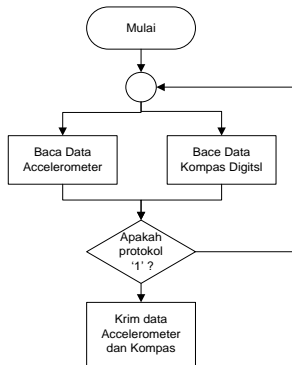 Mulai
Baca Data
Accelerometer
Bace Data
Kompas Digitsl
Apakah
protokol
‘1’ ?
Krim data
Accelerometer
dan Kompas